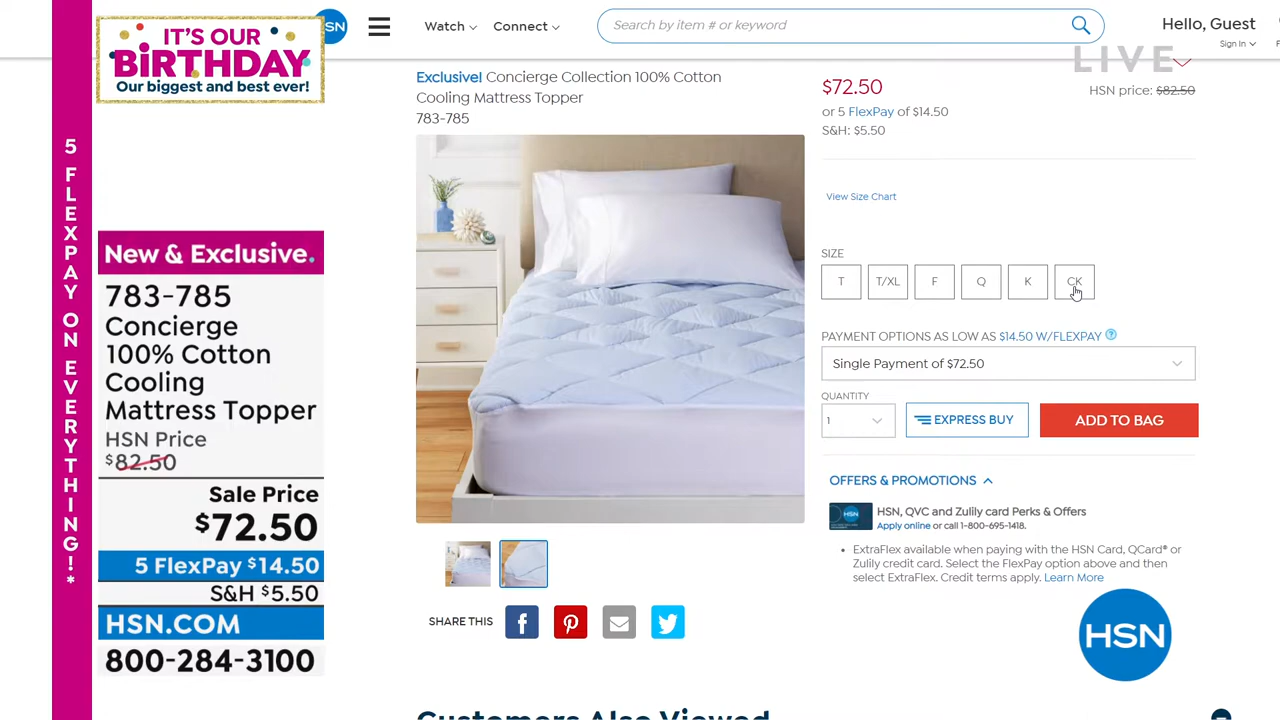 IT'S OUR
BiRTHDAY
Our biggest and best ever!
5 FLEXPAY ON EVERYTHING!*
New & Exclusive.
783-785
Concierge
100% Cotton
Cooling
Mattress Topper
HSN Price
$82.50
Sale Price
$72.50
5 FlexPay $14.50
S&H $5.50
HSN.COM
800-284-3100
Watch
Connect
Search by item # or keyword
Hello, Guest
Sign In
LIVE
Exclusive! Concierge Collection 100% Cotton
Cooling Mattress Topper
783-785
$72.50
HSN price: $82.50
or 5 FlexPay of $14.50
S&H: $5.50
View Size Chart
SIZE
T T/XL F Q K CK
PAYMENT OPTIONS AS LOW AS $14.50 W/FLEXPAY ?
Single Payment of $72.50
QUANTITY
1
EXPRESS BUY
ADD TO BAG
OFFERS & PROMOTIONS
HSN
HSN, QVC and Zulily card Perks & Offers
Apply online or call 1-800-695-1418.
• ExtraFlex available when paying with the HSN Card, QCard® or
Zulily credit card. Select the FlexPay option above and then
select ExtraFlex. Credit terms apply. Learn More
SHARE THIS
HSN
Customers Also Viewed